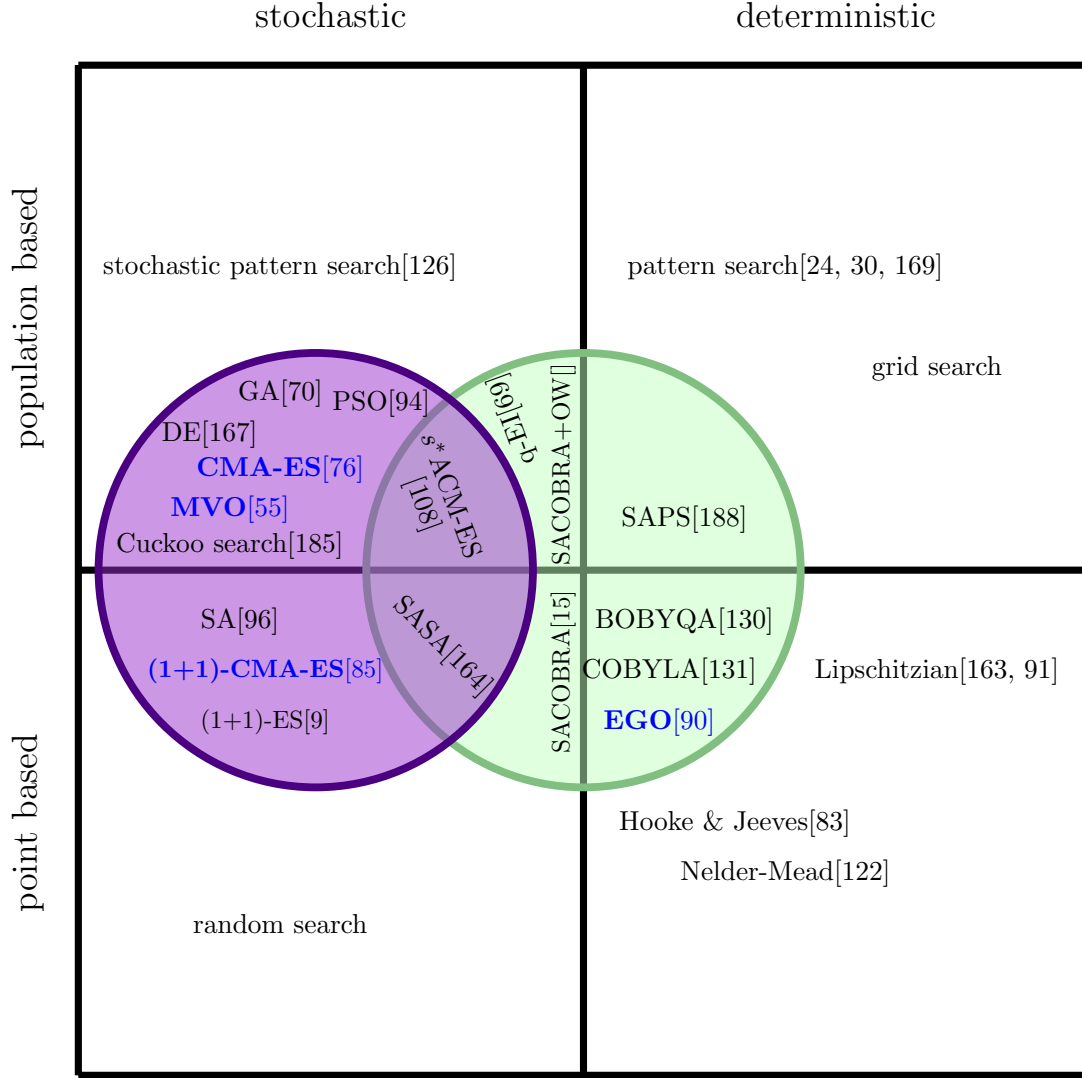 stochastic
deterministic
population based
point based
stochastic pattern search[126]
pattern search[24, 30, 169]
grid search
GA[70]
PSO[94]
DE[167]
CMA-ES[76]
MVO[55]
Cuckoo search[185]
s*ACM-ES
[108]
q-EI[69]
SACOBRA+OW[]
SAPS[188]
SA[96]
(1+1)-CMA-ES[85]
(1+1)-ES[9]
SASA[164]
SACOBRA[15]
BOBYQA[130]
COBYLA[131]
EGO[90]
Lipschitzian[163, 91]
Hooke & Jeeves[83]
Nelder-Mead[122]
random search